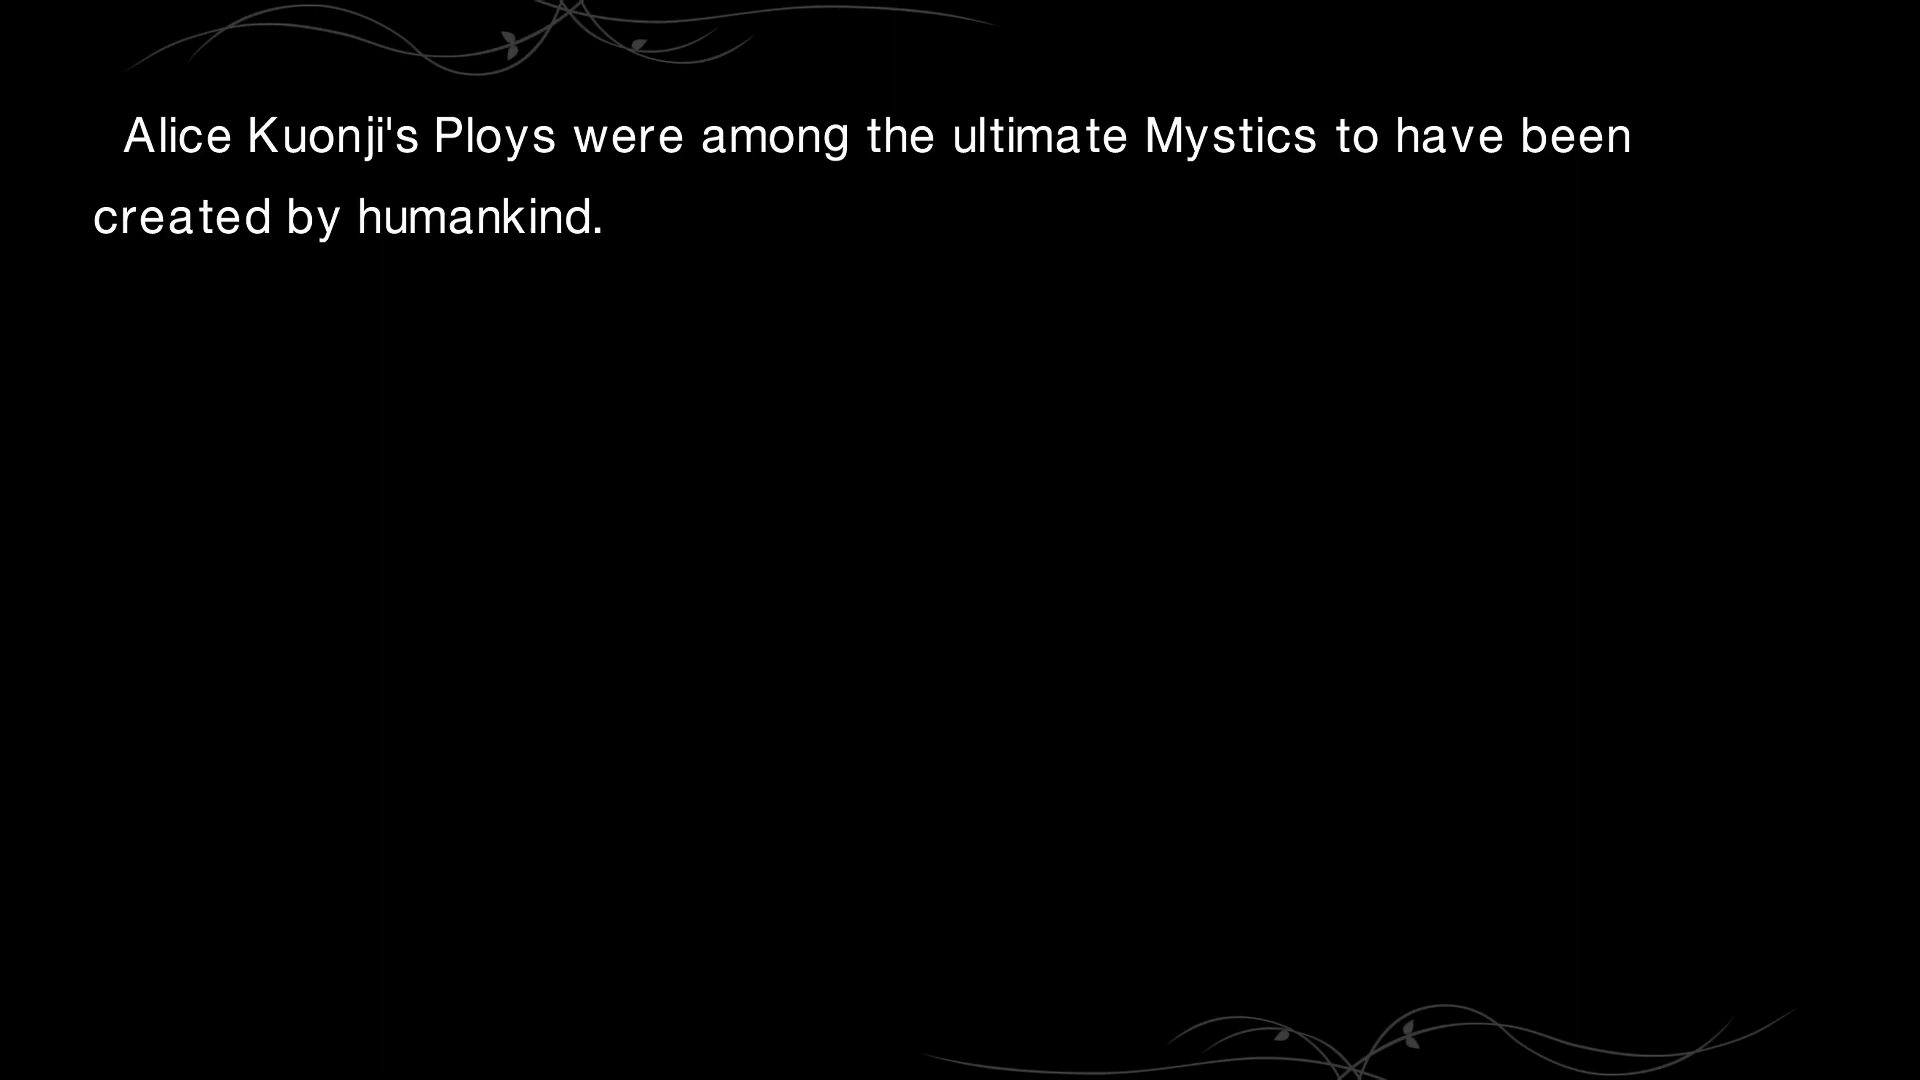 Alice Kuonji's Ploys were among the ultimate Mystics to have been
created by humankind.